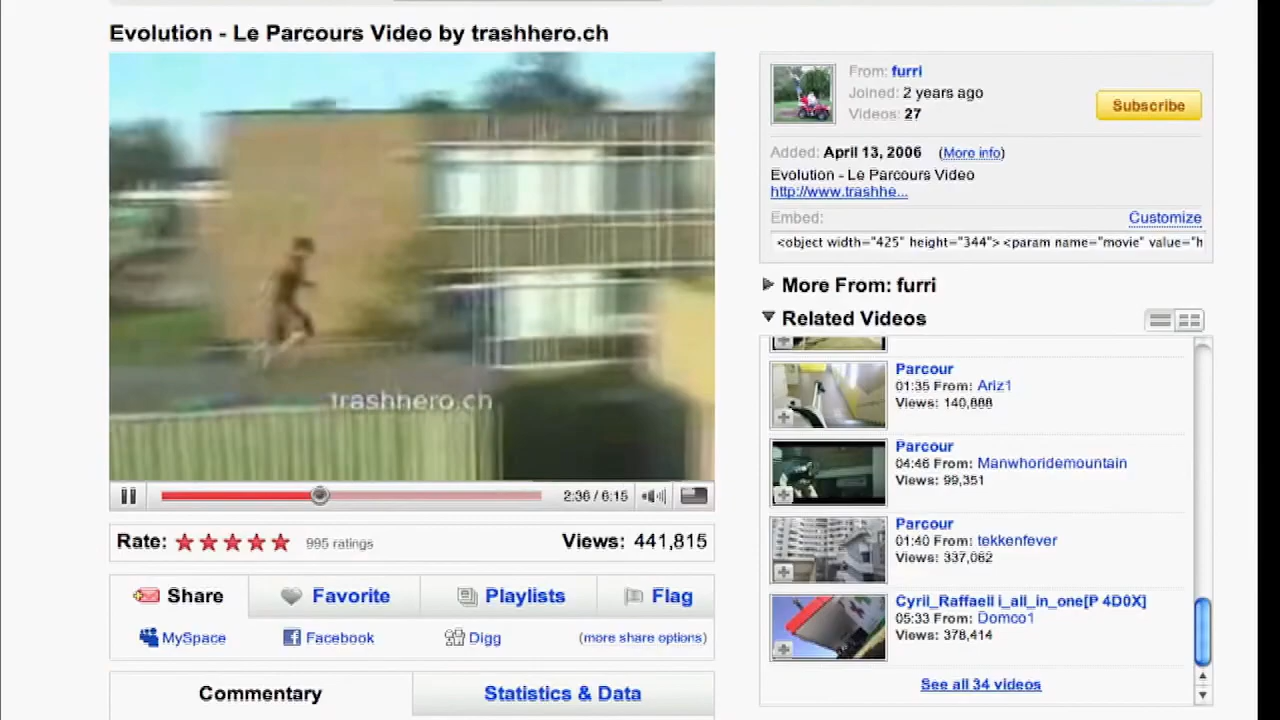 Evolution - Le Parcours Video by trashhero.ch
trashhero.ch
2:36 / 6:15
Rate: 995 ratings Views: 441,815
Share Favorite Playlists Flag
MySpace Facebook Digg (more share options)
Commentary Statistics & Data
From: furri
Joined: 2 years ago
Videos: 27
Subscribe
Added: April 13, 2006 (More info)
Evolution - Le Parcours Video
http://www.trashhe...
Embed: Customize
<object width="425" height="344"> <param name="movie" value="h
More From: furri
Related Videos
Parcour
01:35 From: Ariz1
Views: 140,888
Parcour
04:46 From: Manwhoridemountain
Views: 99,351
Parcour
01:40 From: tekkenfever
Views: 337,062
Cyril_Raffaell i_all_in_one[P 4D0X]
05:33 From: Domco1
Views: 378,414
See all 34 videos